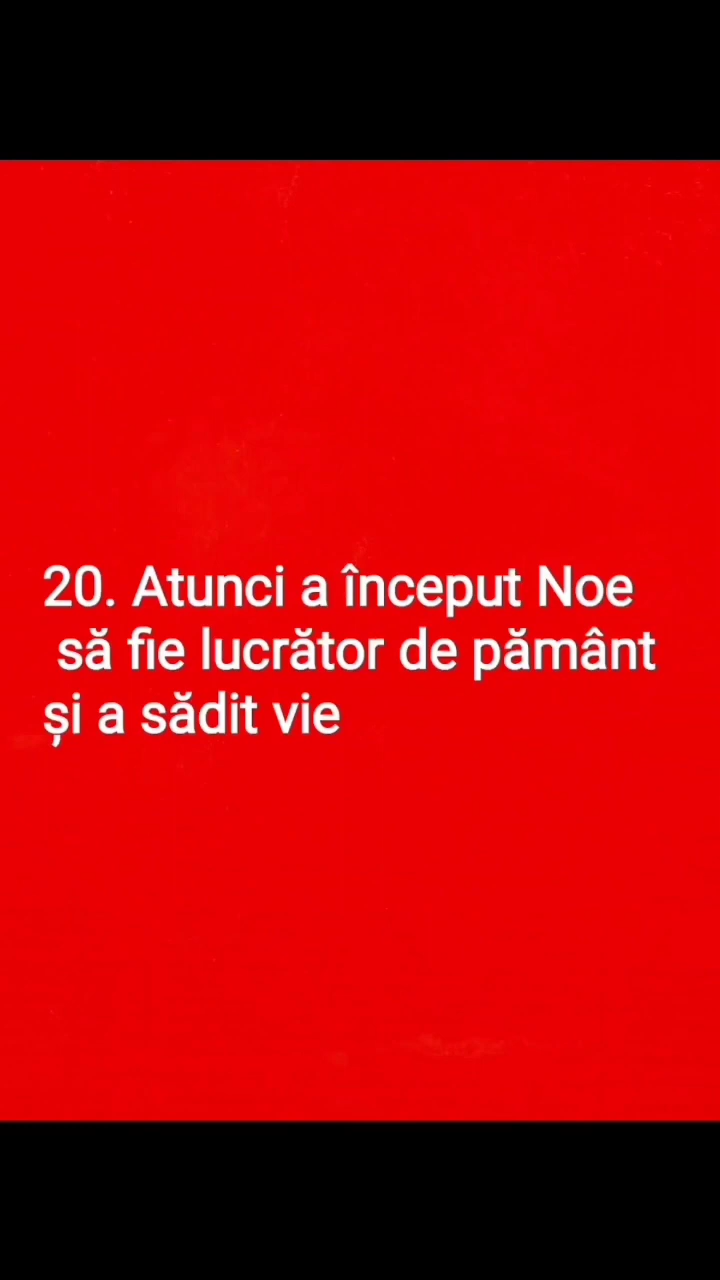 20. Atunci a început Noe
să fie lucrător de pământ
și a sădit vie